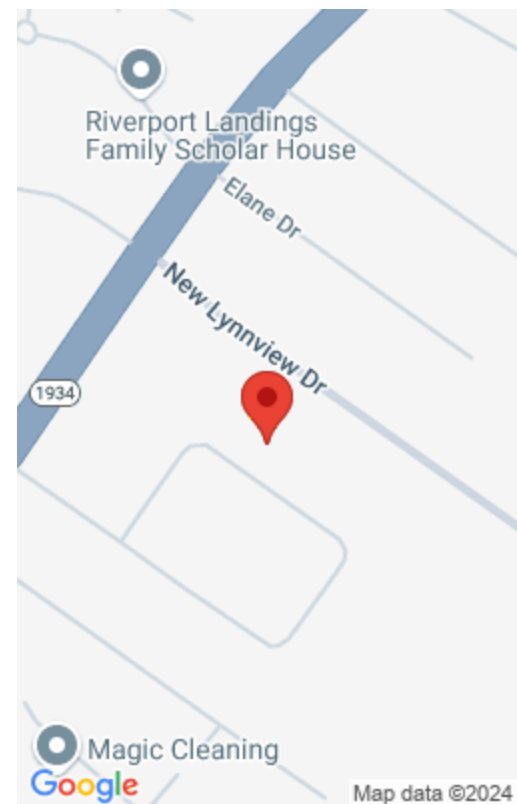 Riverport Landings
Family Scholar House
Elane Dr
New Lynnview Dr
1934
Magic Cleaning
Google
Map data ©2024